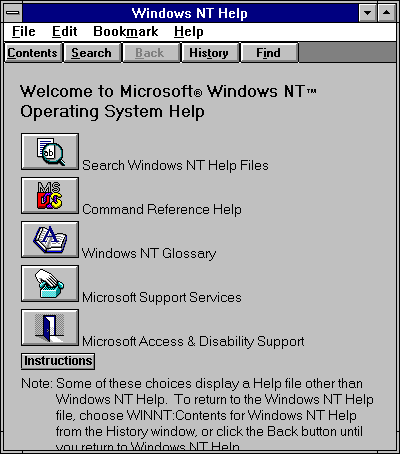 Windows NT Help
File Edit Bookmark Help
Contents Search Back History Find
Welcome to Microsoft® Windows NT™
Operating System Help
Search Windows NT Help Files
MS
DOS
Command Reference Help
A
Windows NT Glossary
Microsoft Support Services
Microsoft Access & Disability Support
Instructions
Note: Some of these choices display a Help file other than
Windows NT Help. To return to the Windows NT Help
file, choose WINNT:Contents for Windows NT Help
from the History window, or click the Back button until
you return to Windows NT Help